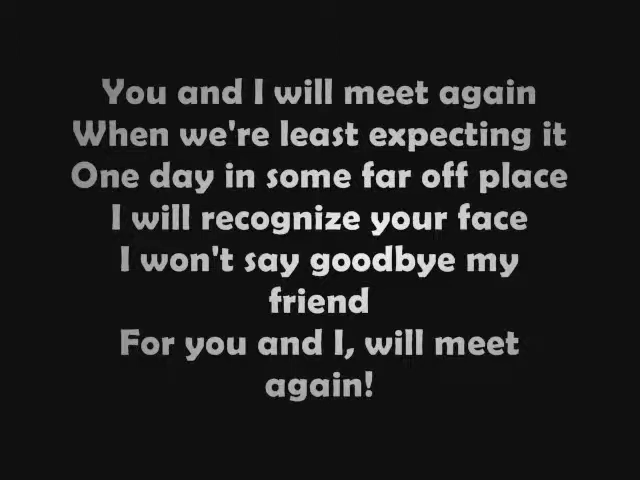 You and I will meet again
When we're least expecting it
One day in some far off place
I will recognize your face
I won't say goodbye my
friend
For you and I, will meet
again!